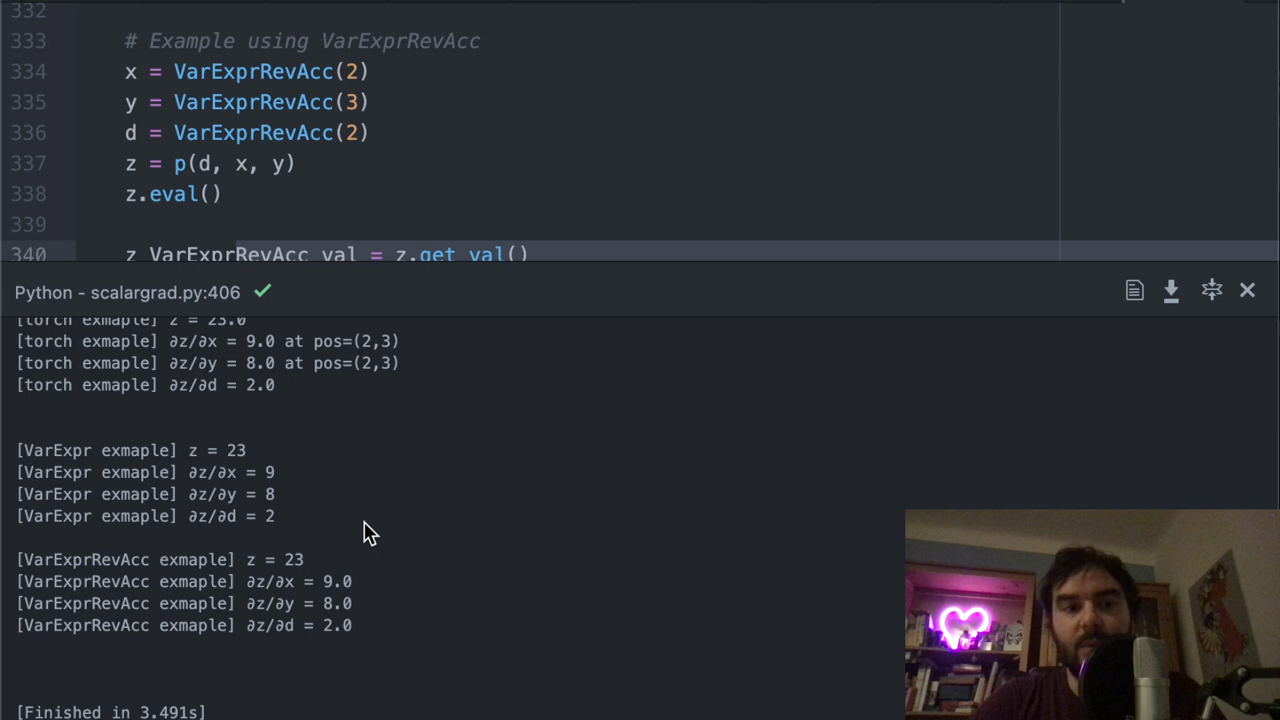 332
333 # Example using VarExprRevAcc
334 x = VarExprRevAcc(2)
335 y = VarExprRevAcc(3)
336 d = VarExprRevAcc(2)
337 z = p(d, x, y)
338 z.eval()
339
340 z_VarExprRevAcc_val = z.get_val()
Python - scalargrad.py:406
[torch exmaple] z = 23.0
[torch exmaple] ∂z/∂x = 9.0 at pos=(2,3)
[torch exmaple] ∂z/∂y = 8.0 at pos=(2,3)
[torch exmaple] ∂z/∂d = 2.0
[VarExpr exmaple] z = 23
[VarExpr exmaple] ∂z/∂x = 9
[VarExpr exmaple] ∂z/∂y = 8
[VarExpr exmaple] ∂z/∂d = 2
[VarExprRevAcc exmaple] z = 23
[VarExprRevAcc exmaple] ∂z/∂x = 9.0
[VarExprRevAcc exmaple] ∂z/∂y = 8.0
[VarExprRevAcc exmaple] ∂z/∂d = 2.0
[Finished in 3.491s]